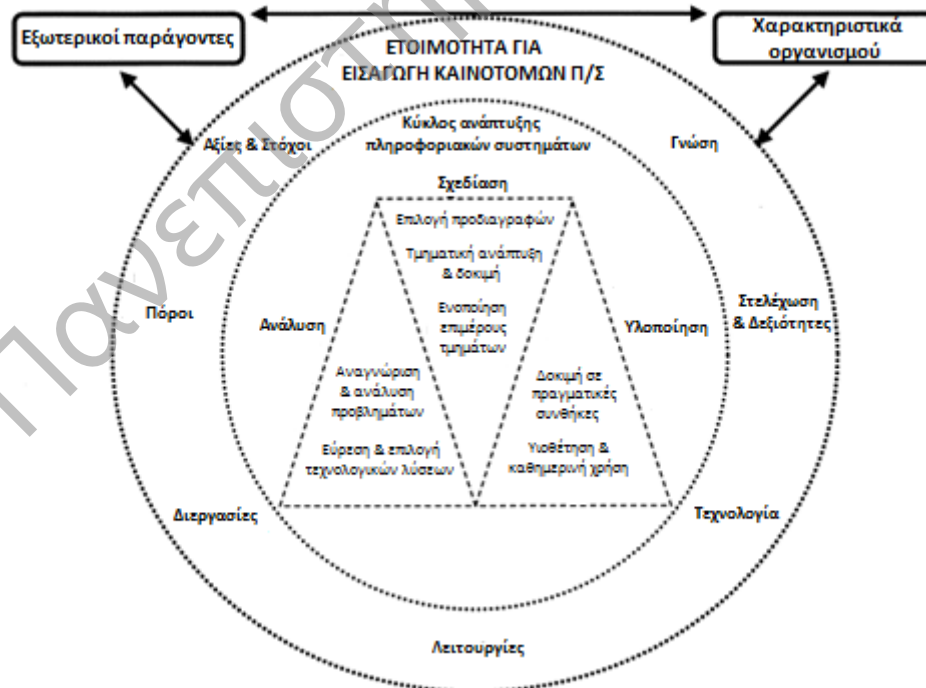 Εξωτερικοί παράγοντες
Χαρακτηριστικά
οργανισμού
ΕΤΟΙΜΟΤΗΤΑ ΓΙΑ
ΕΙΣΑΓΩΓΗ ΚΑΙΝΟΤΟΜΩΝ Π/Σ
Κύκλος ανάπτυξης
πληροφοριακών συστημάτων
Αξίες & Στόχοι
Γνώση
Σχεδίαση
Επιλογή προδιαγραφών
Τμηματική ανάπτυξη
& δοκιμή
Ενοποίηση
επιμέρους
τμημάτων
Πόροι
Ανάλυση
Υλοποίηση
Στελέχωση
& Δεξιότητες
Αναγνώριση
& ανάλυση
προβλημάτων
Εύρεση & επιλογή
τεχνολογικών λύσεων
Δοκιμή σε
πραγματικές
συνθήκες
Υιοθέτηση &
καθημερινή χρήση
Διεργασίες
Τεχνολογία
Λειτουργίες